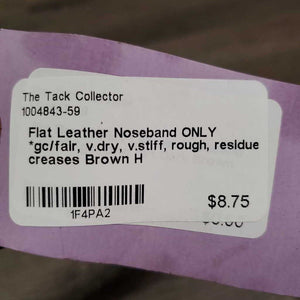 The Tack Collector
1004843-59
Flat Leather Noseband ONLY
*gc/fair, v.dry, v.stiff, rough, residue
creases Brown H
$8.75
1F4PA2